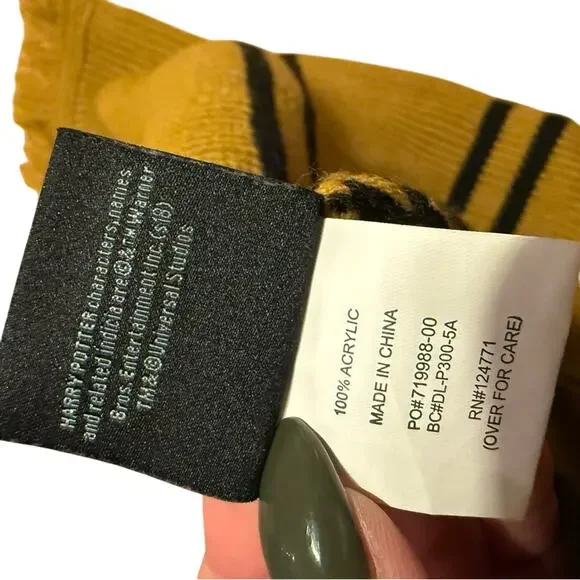 HARRY POTTER characters, names
and related indicia are © & ™ Warner
Bros. Entertainment Inc. (s18)
TM & © Universal Studios
100% ACRYLIC
MADE IN CHINA
PO#719988-00
BC#DL-P300-5A
RN#124771
(OVER FOR CARE)